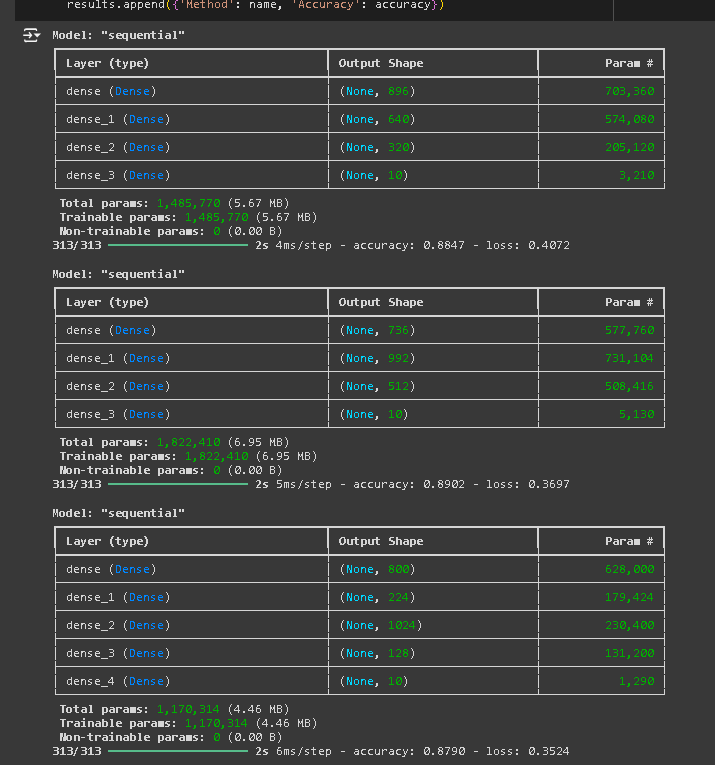 results.append({'Method': name, 'Accuracy': accuracy})
Model: "sequential"
Layer (type) Output Shape Param #
dense (Dense) (None, 896) 703,360
dense_1 (Dense) (None, 640) 574,080
dense_2 (Dense) (None, 320) 205,120
dense_3 (Dense) (None, 10) 3,210
Total params: 1,485,770 (5.67 MB)
Trainable params: 1,485,770 (5.67 MB)
Non-trainable params: 0 (0.00 B)
313/313 2s 4ms/step - accuracy: 0.8847 - loss: 0.4072
Model: "sequential"
Layer (type) Output Shape Param #
dense (Dense) (None, 736) 577,760
dense_1 (Dense) (None, 992) 731,104
dense_2 (Dense) (None, 512) 508,416
dense_3 (Dense) (None, 10) 5,130
Total params: 1,822,410 (6.95 MB)
Trainable params: 1,822,410 (6.95 MB)
Non-trainable params: 0 (0.00 B)
313/313 2s 5ms/step - accuracy: 0.8902 - loss: 0.3697
Model: "sequential"
Layer (type) Output Shape Param #
dense (Dense) (None, 800) 628,000
dense_1 (Dense) (None, 224) 179,424
dense_2 (Dense) (None, 1024) 230,400
dense_3 (Dense) (None, 128) 131,200
dense_4 (Dense) (None, 10) 1,290
Total params: 1,170,314 (4.46 MB)
Trainable params: 1,170,314 (4.46 MB)
Non-trainable params: 0 (0.00 B)
313/313 2s 6ms/step - accuracy: 0.8790 - loss: 0.3524